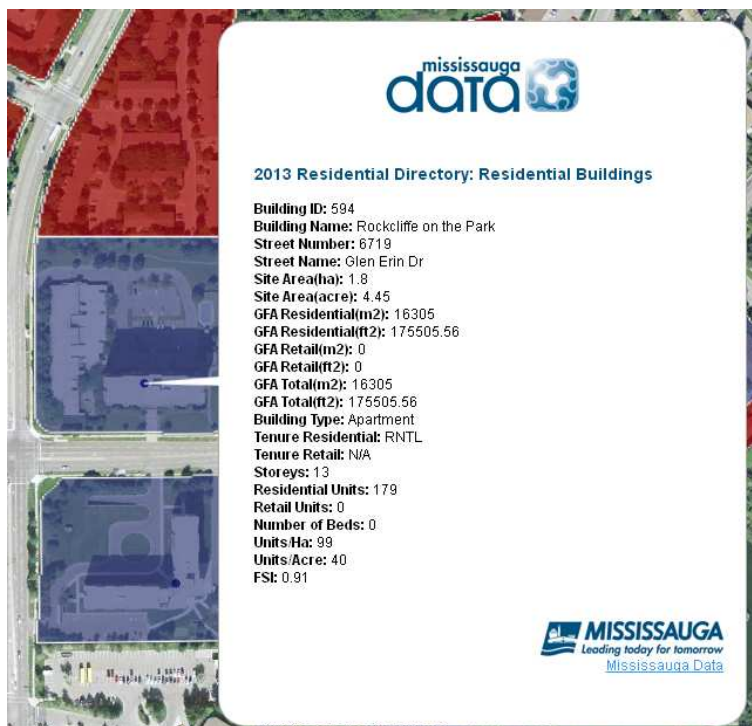 mississauga
data
2013 Residential Directory: Residential Buildings
Building ID: 594
Building Name: Rockcliffe on the Park
Street Number: 6719
Street Name: Glen Erin Dr
Site Area(ha): 1.8
Site Area(acre): 4.45
GFA Residential(m2): 16305
GFA Residential(ft2): 175505.56
GFA Retail(m2): 0
GFA Retail(ft2): 0
GFA Total(m2): 16305
GFA Total(ft2): 175505.56
Building Type: Apartment
Tenure Residential: RNTL
Tenure Retail: N/A
Storeys: 13
Residential Units: 179
Retail Units: 0
Number of Beds: 0
Units/Ha: 99
Units/Acre: 40
FSI: 0.91
MISSISSAUGA
Leading today for tomorrow
Mississauga Data